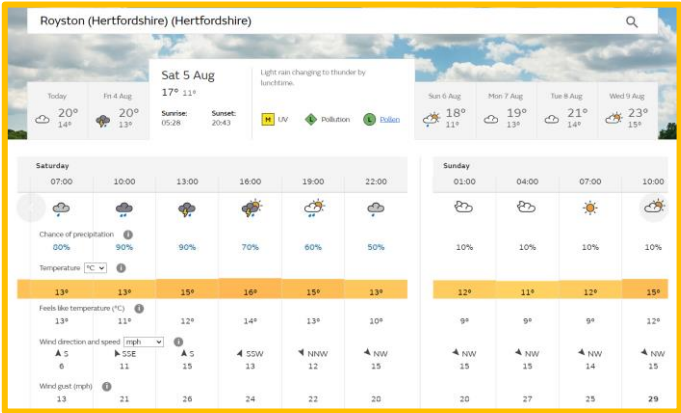 Royston (Hertfordshire) (Hertfordshire)
Today
20°
14°
Fri 4 Aug
20°
13°
Sat 5 Aug
17° 11°
Sunrise: Sunset:
05:28 20:43
Light rain changing to thunder by
lunchtime.
M UV L Pollution L Pollen
Sun 6 Aug
18°
11°
Mon 7 Aug
19°
13°
Tue 8 Aug
21°
14°
Wed 9 Aug
23°
15°
Saturday Sunday
07:00 10:00 13:00 16:00 19:00 22:00 01:00 04:00 07:00 10:00
Chance of precipitation i
80% 90% 90% 70% 60% 50% 10% 10% 10% 10%
Temperature °C i
13° 13° 15° 16° 15° 13° 12° 11° 12° 15°
Feels like temperature (°C) i
13° 11° 12° 14° 13° 10° 9° 9° 9° 12°
Wind direction and speed mph i
S SSE S SSW NNW NW NW NW NW NW
6 11 15 13 12 15 15 15 14 15
Wind gust (mph) i
13 21 26 24 22 28 28 27 25 29